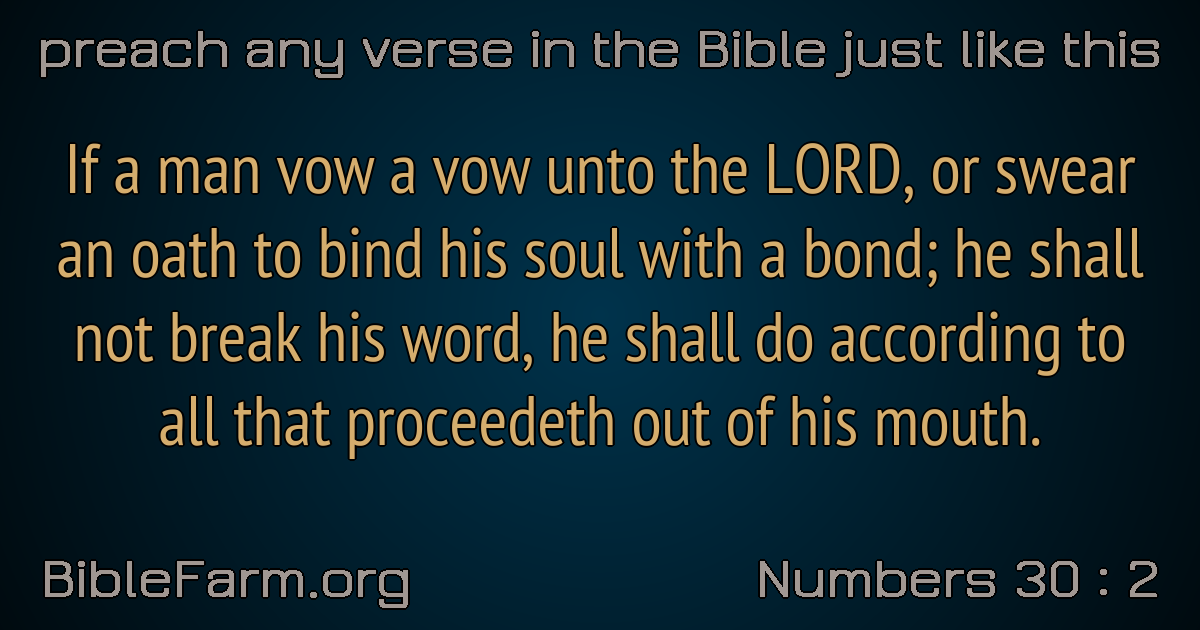 preach any verse in the Bible just like this
If a man vow a vow unto the LORD, or swear
an oath to bind his soul with a bond; he shall
not break his word, he shall do according to
all that proceedeth out of his mouth.
BibleFarm.org
Numbers 30 : 2